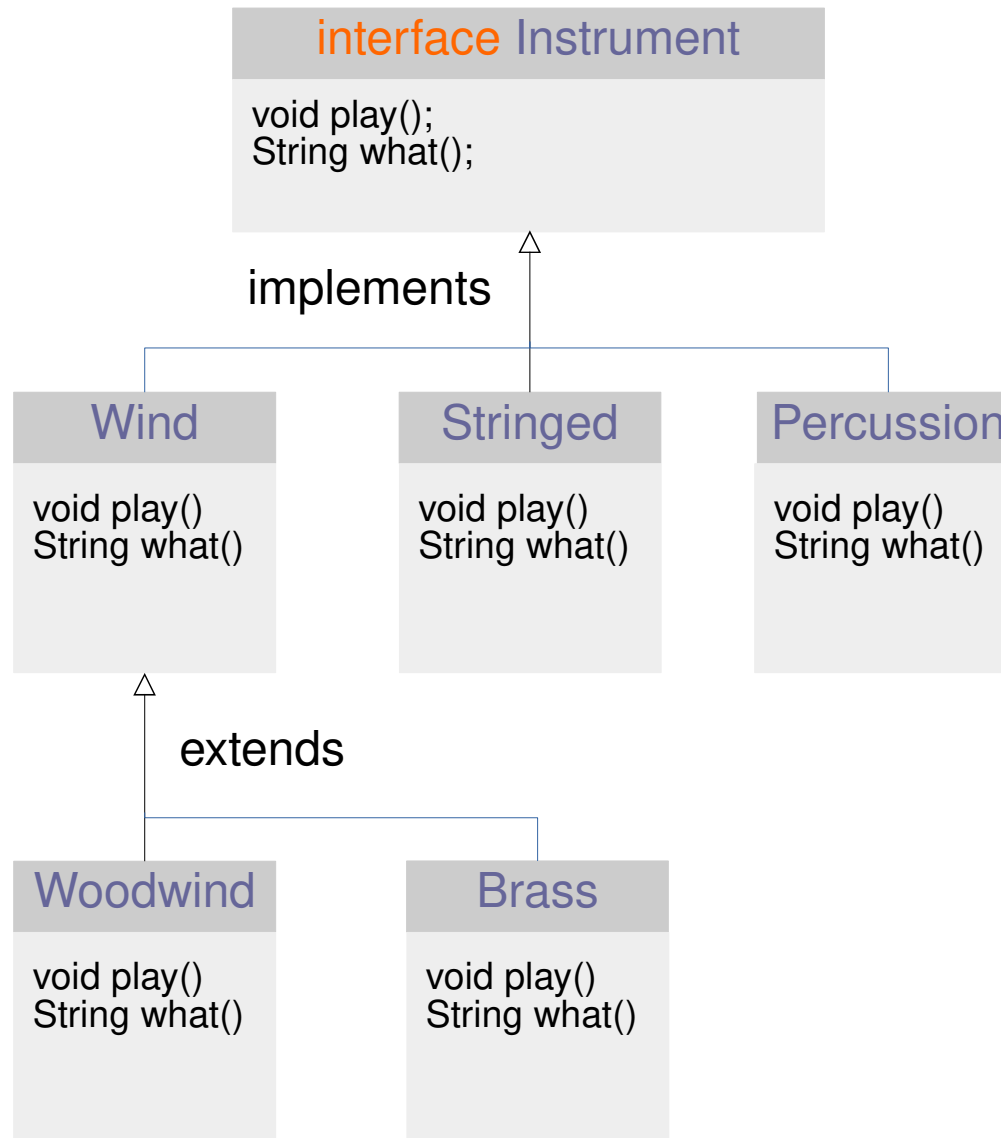 interface Instrument
void play();
String what();
implements
Wind
void play()
String what()
Stringed
void play()
String what()
Percussion
void play()
String what()
extends
Woodwind
void play()
String what()
Brass
void play()
String what()